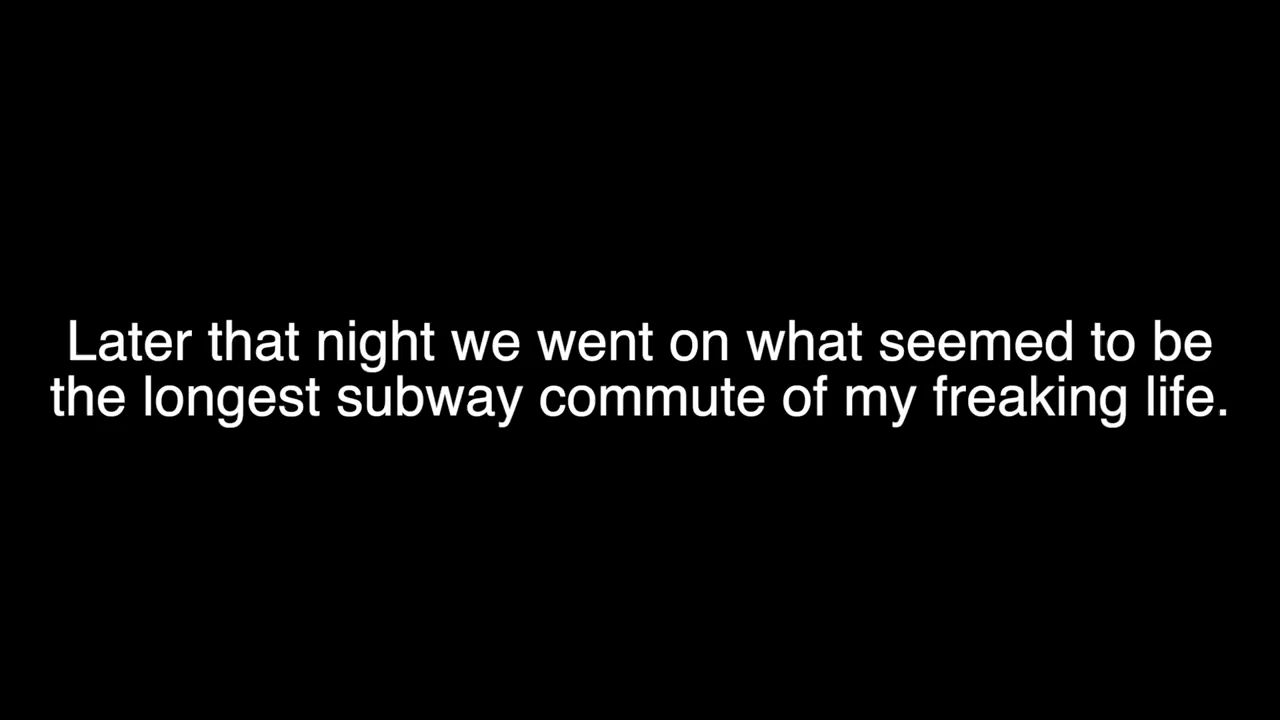 Later that night we went on what seemed to be
the longest subway commute of my freaking life.